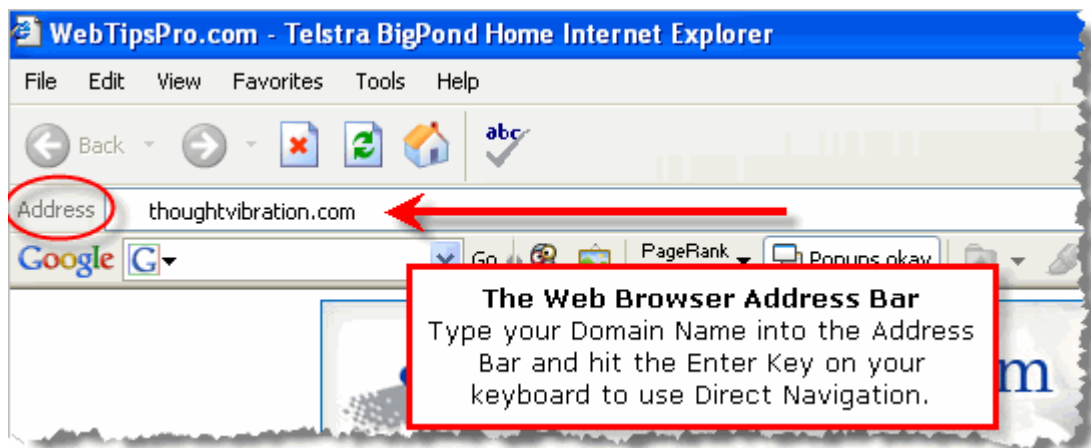 WebTipsPro.com - Telstra BigPond Home Internet Explorer
File Edit View Favorites Tools Help
Back abc
Address thoughtvibration.com
Google G Go PageRank Popups okay
The Web Browser Address Bar
Type your Domain Name into the Address
Bar and hit the Enter Key on your
keyboard to use Direct Navigation.
m